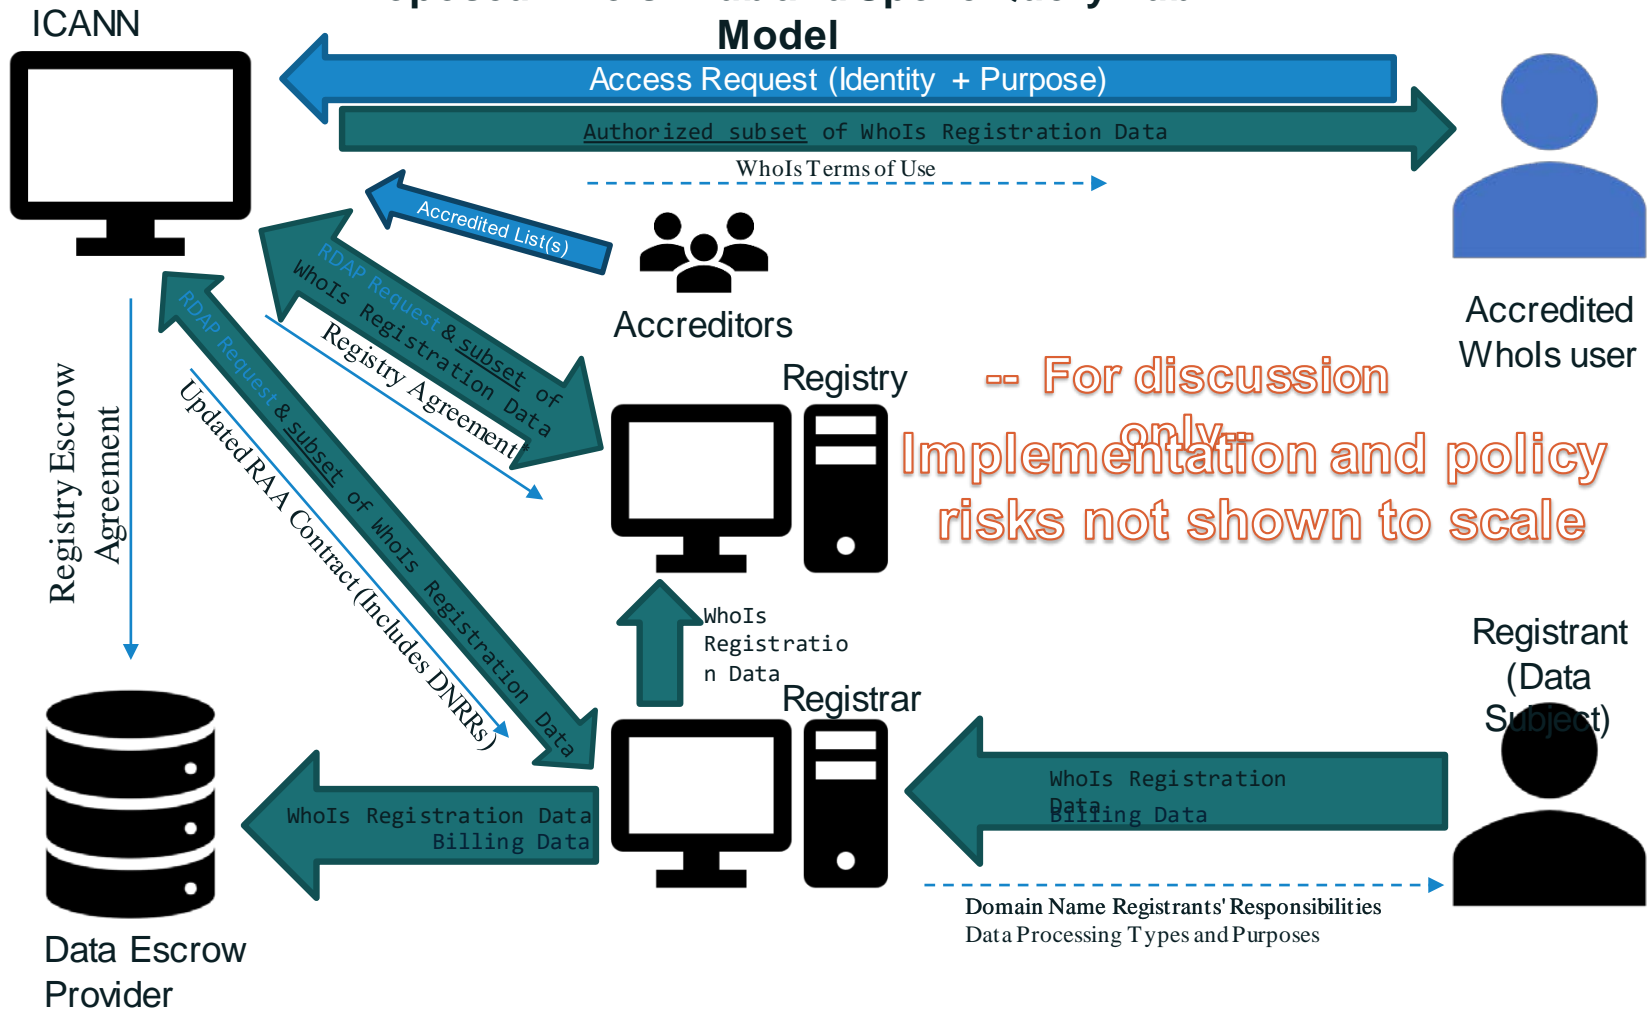 Model
ICANN
Access Request (Identity + Purpose)
Authorized subset of WhoIs Registration Data
WhoIs Terms of Use
Accredited List(s)
Accreditors
Accredited
WhoIs user
RDAP Request & subset of
WhoIs Registration Data
Registry Agreement*
RDAP Request & subset of WhoIs Registration Data
Updated RAA Contract (Includes DNRRs)
Registry Escrow
Agreement
Registry
-- For discussion
only--
Implementation and policy
risks not shown to scale
WhoIs
Registratio
n Data
Registrar
Registrant
(Data
Subject)
WhoIs Registration
Data
Billing Data
WhoIs Registration Data
Billing Data
Domain Name Registrants' Responsibilities
Data Processing Types and Purposes
Data Escrow
Provider